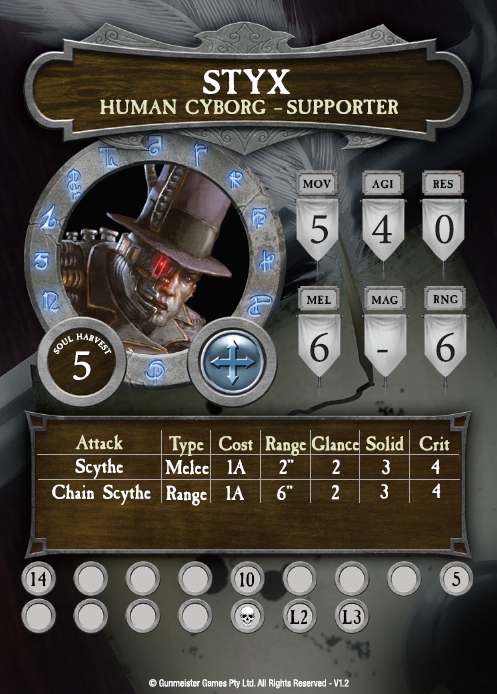 STYX
HUMAN CYBORG - SUPPORTER
MOV AGI RES
5 4 0
MEL MAG RNG
6 - 6
SOUL HARVEST
5
Attack Type Cost Range Glance Solid Crit
Scythe Melee 1A 2" 2 3 4
Chain Scythe Range 1A 6" 2 3 4
14 10 5
L2 L3
© Gunmeister Games Pty Ltd. All Rights Reserved - V1.2